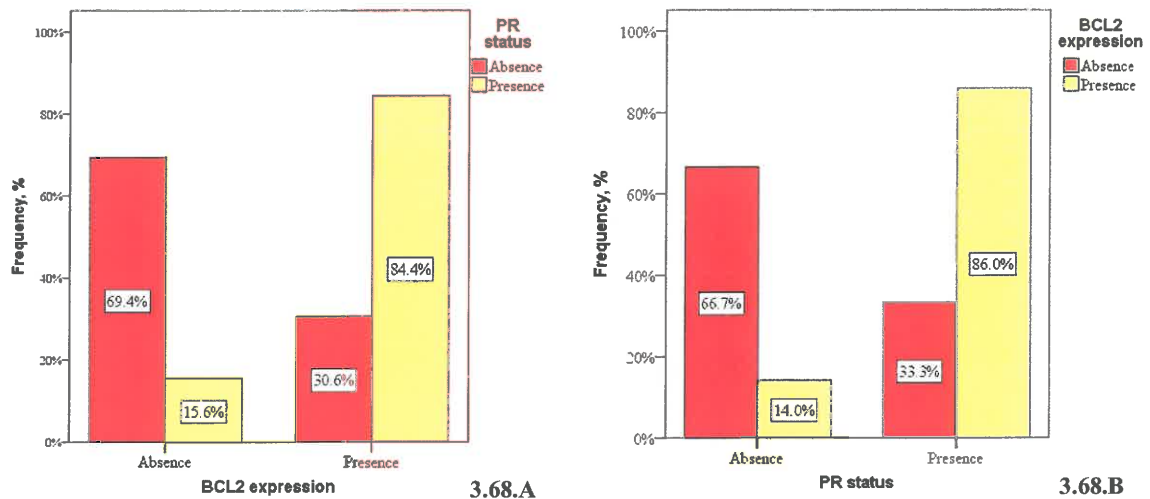 PR
status
Absence
Presence
Frequency, %
100%
80%
60%
40%
20%
0%
69.4%
15.6%
30.6%
84.4%
Absence
Presence
BCL2 expression
3.68.A
BCL2
expression
Absence
Presence
Frequency, %
100%
80%
60%
40%
20%
0%
66.7%
14.0%
33.3%
86.0%
Absence
Presence
PR status
3.68.B